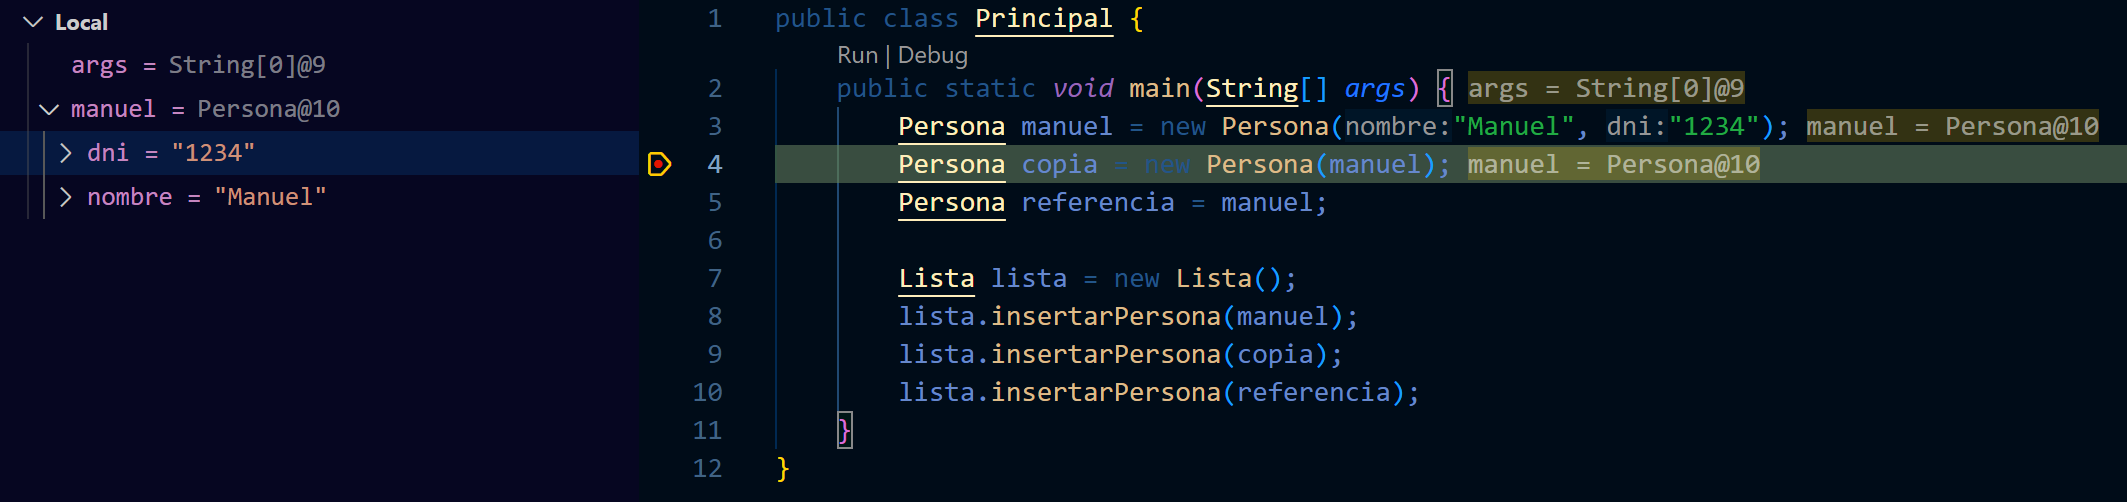 Local
args = String[0]@9
manuel = Persona@10
dni = "1234"
nombre = "Manuel"
1 public class Principal {
Run | Debug
2 public static void main(String[] args) { args = String[0]@9
3 Persona manuel = new Persona(nombre:"Manuel", dni:"1234"); manuel = Persona@10
4 Persona copia = new Persona(manuel); manuel = Persona@10
5 Persona referencia = manuel;
6
7 Lista lista = new Lista();
8 lista.insertarPersona(manuel);
9 lista.insertarPersona(copia);
10 lista.insertarPersona(referencia);
11 }
12 }